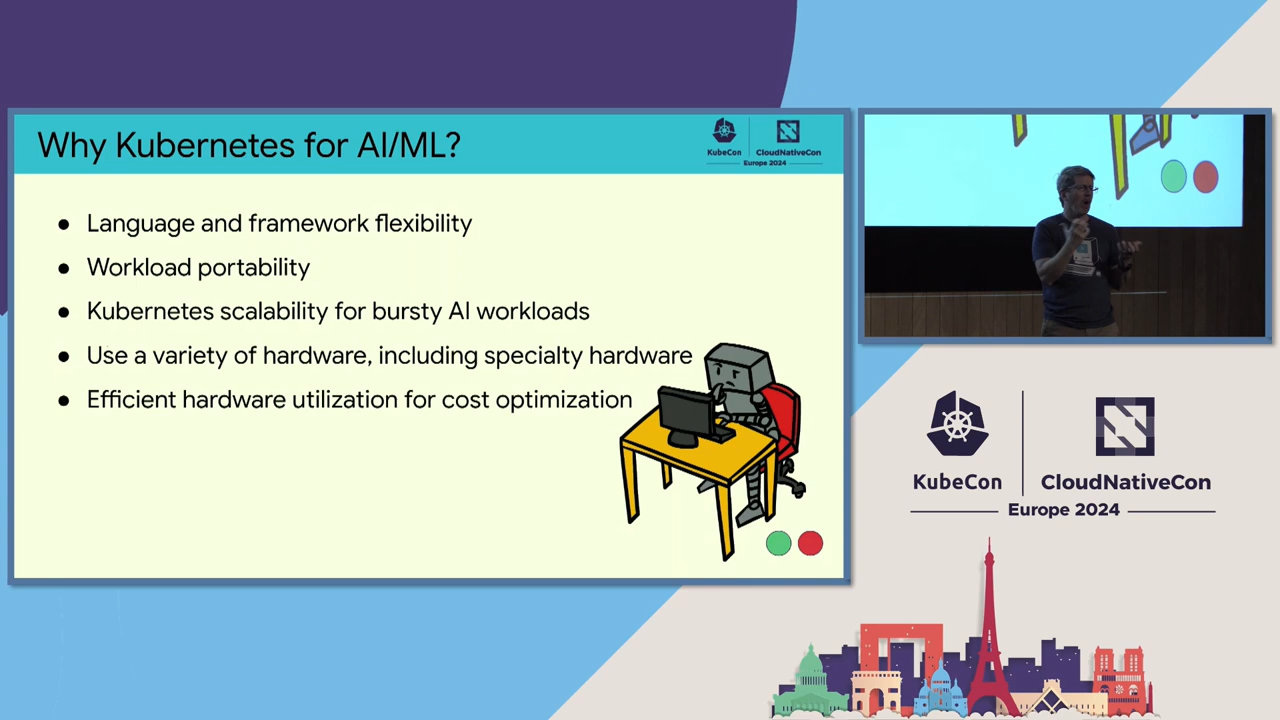 Why Kubernetes for AI/ML?
KubeCon
CloudNativeCon
Europe 2024
● Language and framework flexibility
● Workload portability
● Kubernetes scalability for bursty AI workloads
● Use a variety of hardware, including specialty hardware
● Efficient hardware utilization for cost optimization
KubeCon
CloudNativeCon
Europe 2024